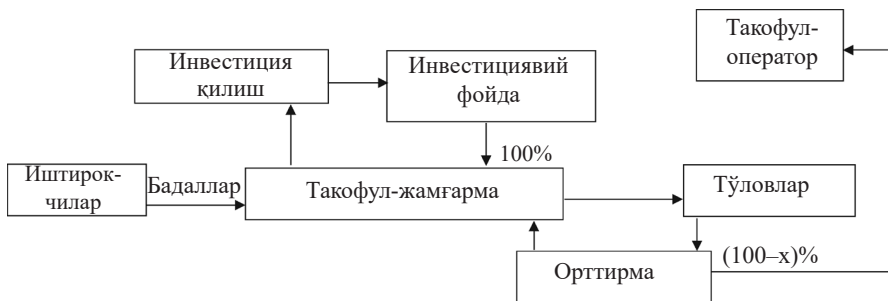 Такофул-
оператор
Инвестиция
қилиш
Инвестициявий
фойда
100%
Иштирок-
чилар
Бадаллар
Такофул-жамғарма
Тўловлар
Орттирма
(100–x)%